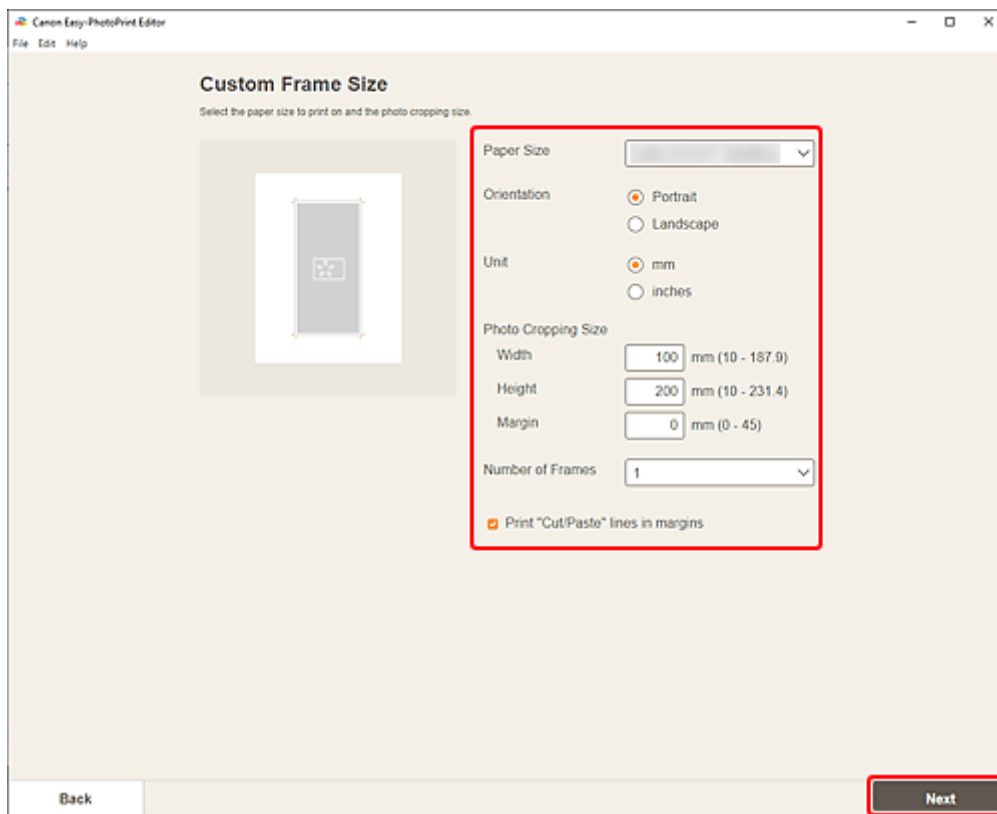 Canon Easy-PhotoPrint Editor
File Edit Help
Custom Frame Size
Select the paper size to print on and the photo cropping size.
Paper Size
Orientation
Portrait
Landscape
Unit
mm
inches
Photo Cropping Size
Width 100 mm (10 - 187.9)
Height 200 mm (10 - 231.4)
Margin 0 mm (0 - 45)
Number of Frames 1
Print "Cut/Paste" lines in margins
Back Next